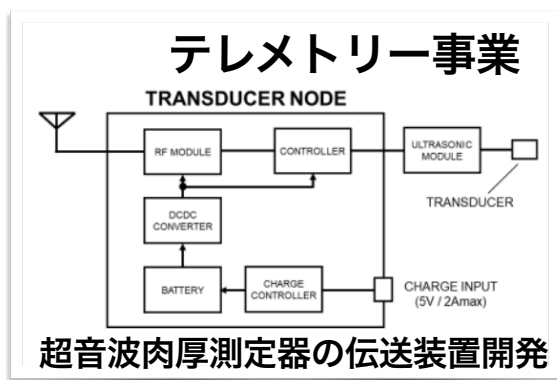 テレメトリー事業
TRANSDUCER NODE
RF MODULE
CONTROLLER
ULTRASONIC
MODULE
TRANSDUCER
DCDC
CONVERTER
BATTERY
CHARGE
CONTROLLER
CHARGE INPUT
(5V / 2Amax)
超音波肉厚測定器の伝送装置開発